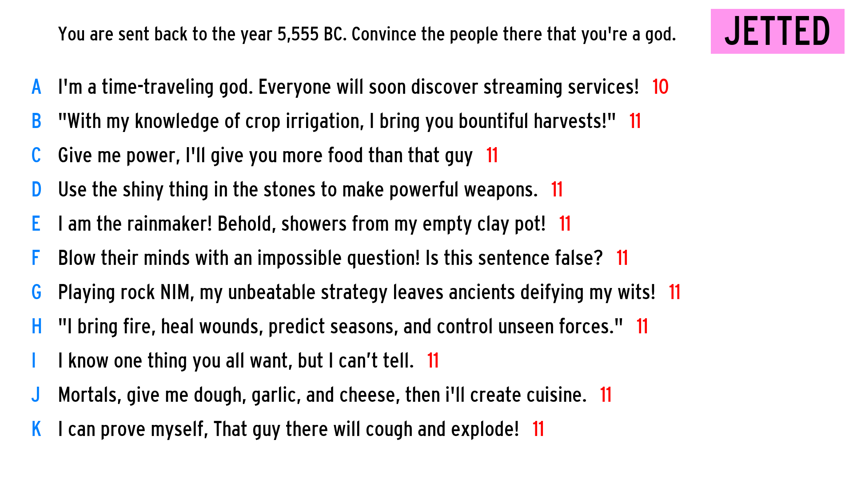 You are sent back to the year 5,555 BC. Convince the people there that you're a god.
JETTED
A I'm a time-traveling god. Everyone will soon discover streaming services! 10
B "With my knowledge of crop irrigation, I bring you bountiful harvests!" 11
C Give me power, I'll give you more food than that guy 11
D Use the shiny thing in the stones to make powerful weapons. 11
E I am the rainmaker! Behold, showers from my empty clay pot! 11
F Blow their minds with an impossible question! Is this sentence false? 11
G Playing rock NIM, my unbeatable strategy leaves ancients deifying my wits! 11
H "I bring fire, heal wounds, predict seasons, and control unseen forces." 11
I I know one thing you all want, but I can’t tell. 11
J Mortals, give me dough, garlic, and cheese, then i'll create cuisine. 11
K I can prove myself, That guy there will cough and explode! 11